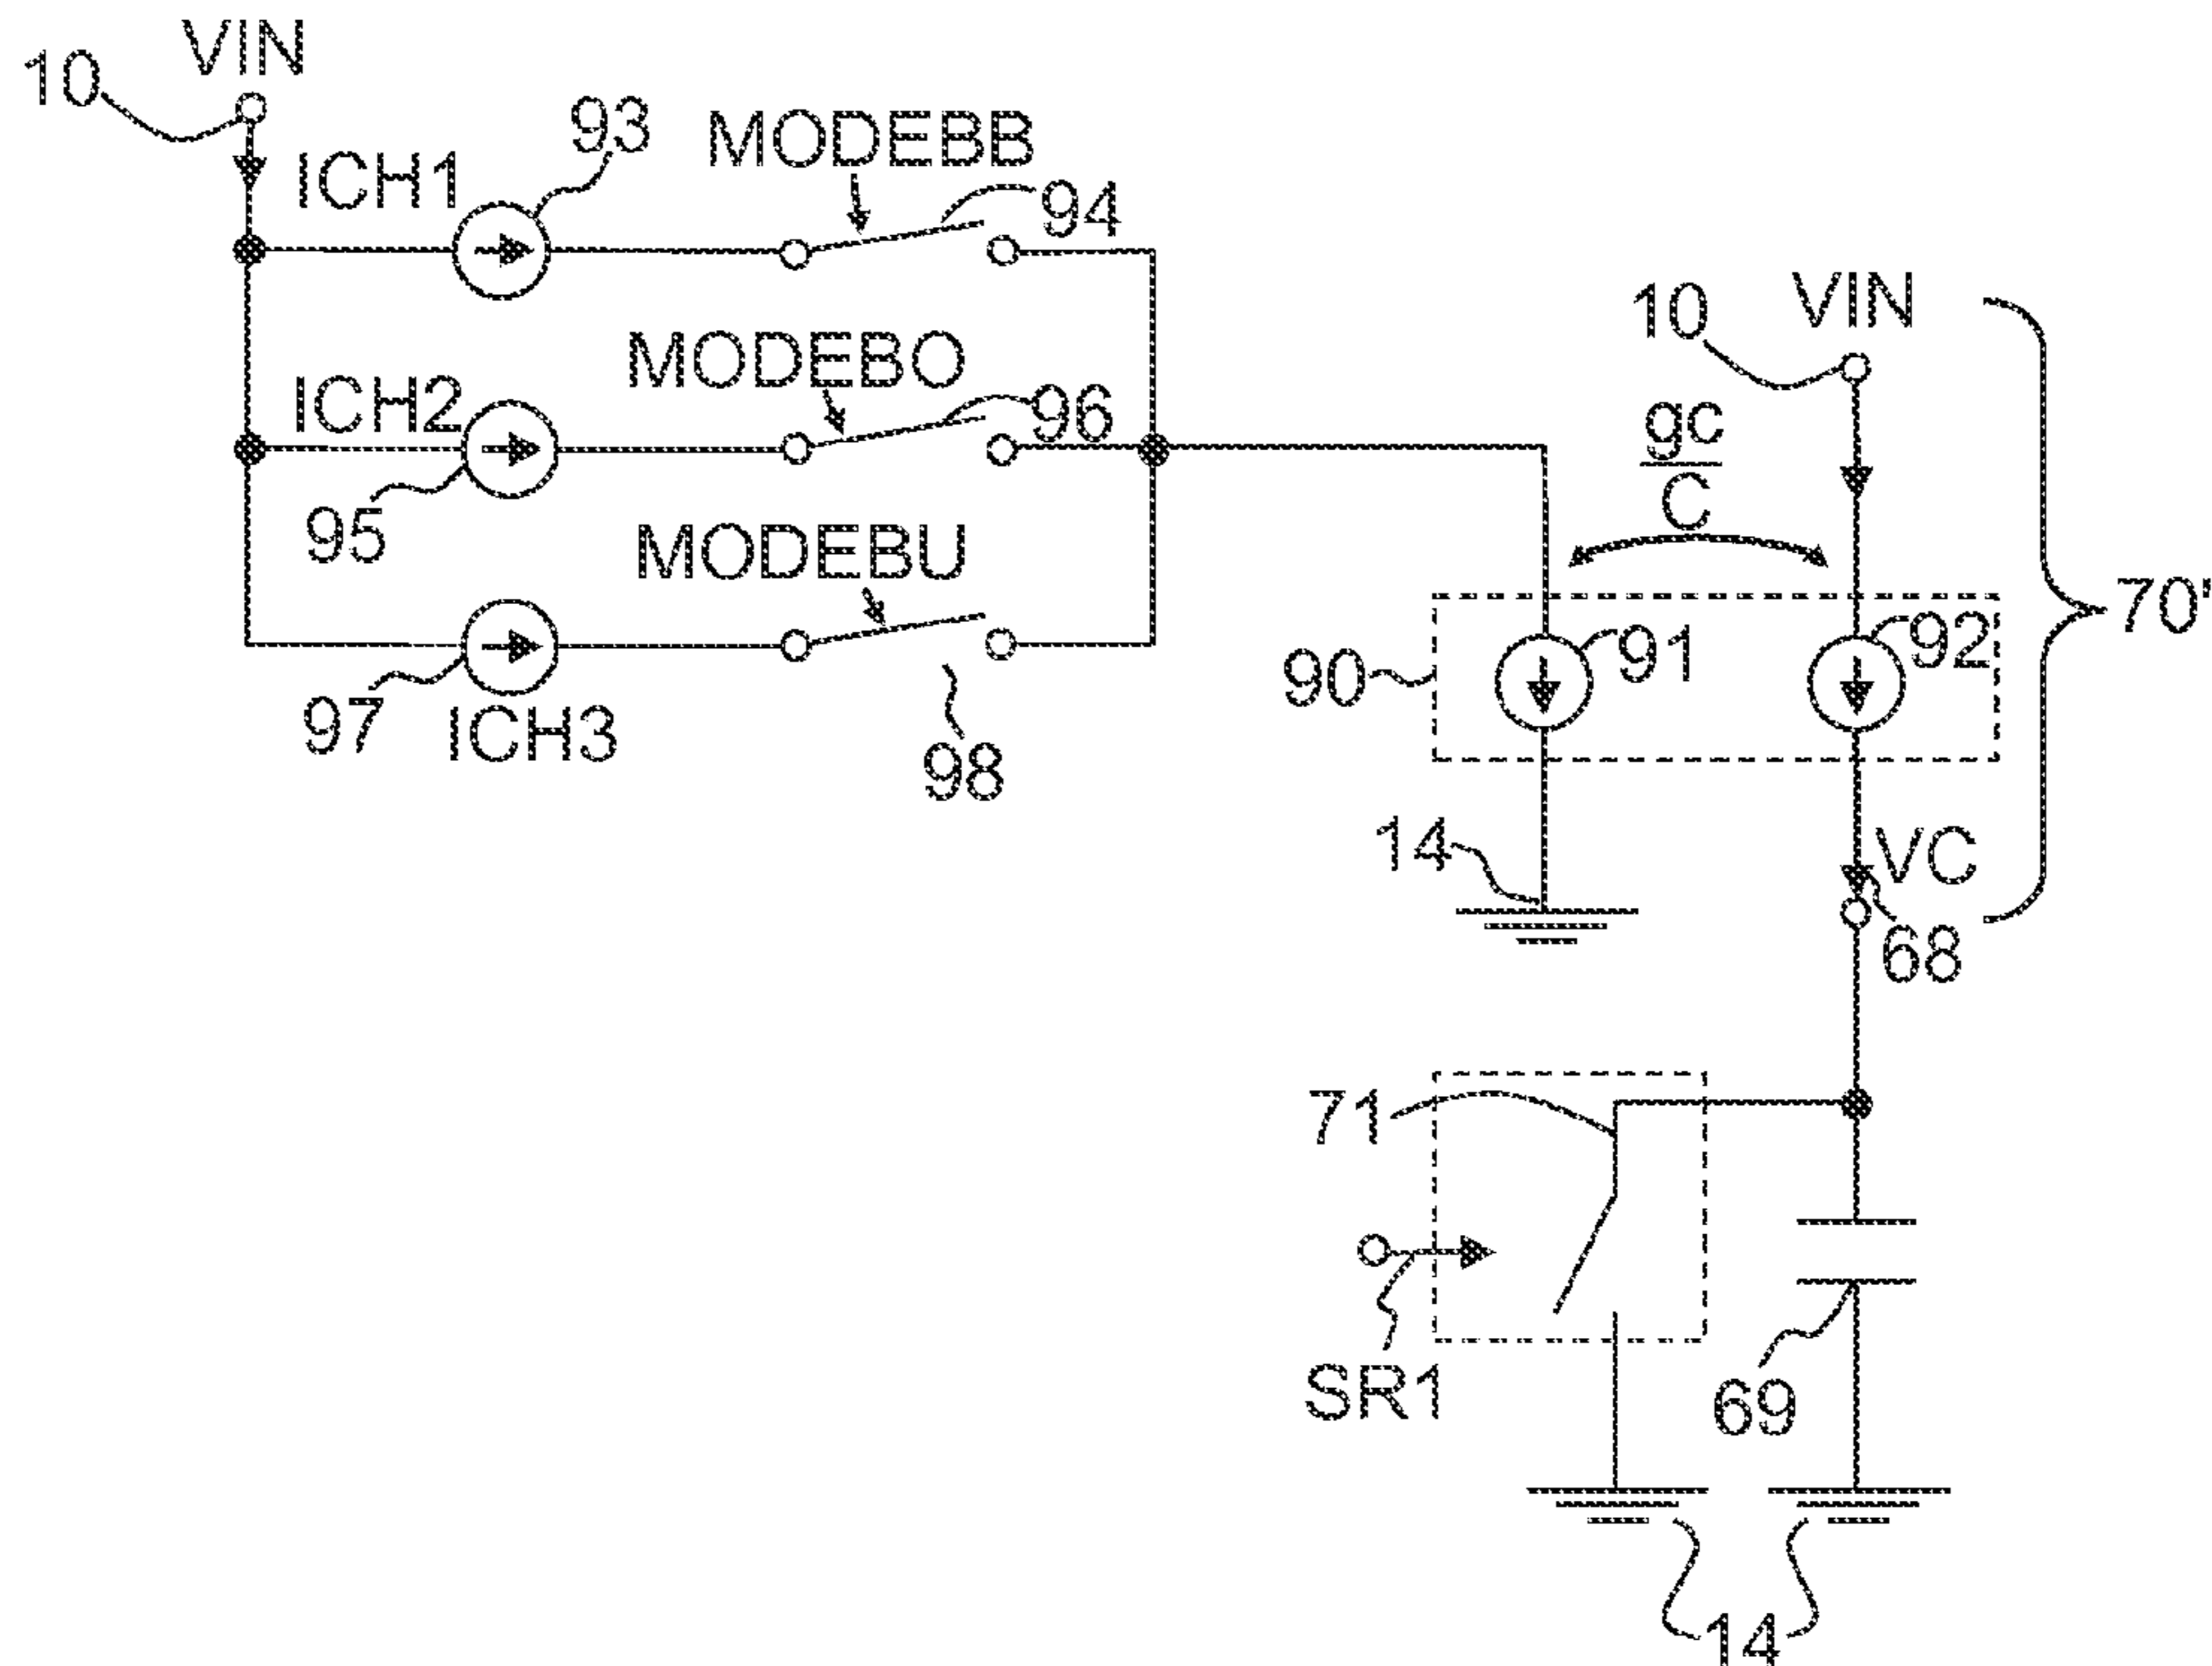 VIN
10
93
ICH1
MODEBB
94
VIN
10
MODEBO
ICH2
96
gc
C
95
MODEBU
70'
91
92
90
97
ICH3
98
14
VC
68
71
SR1
69
14